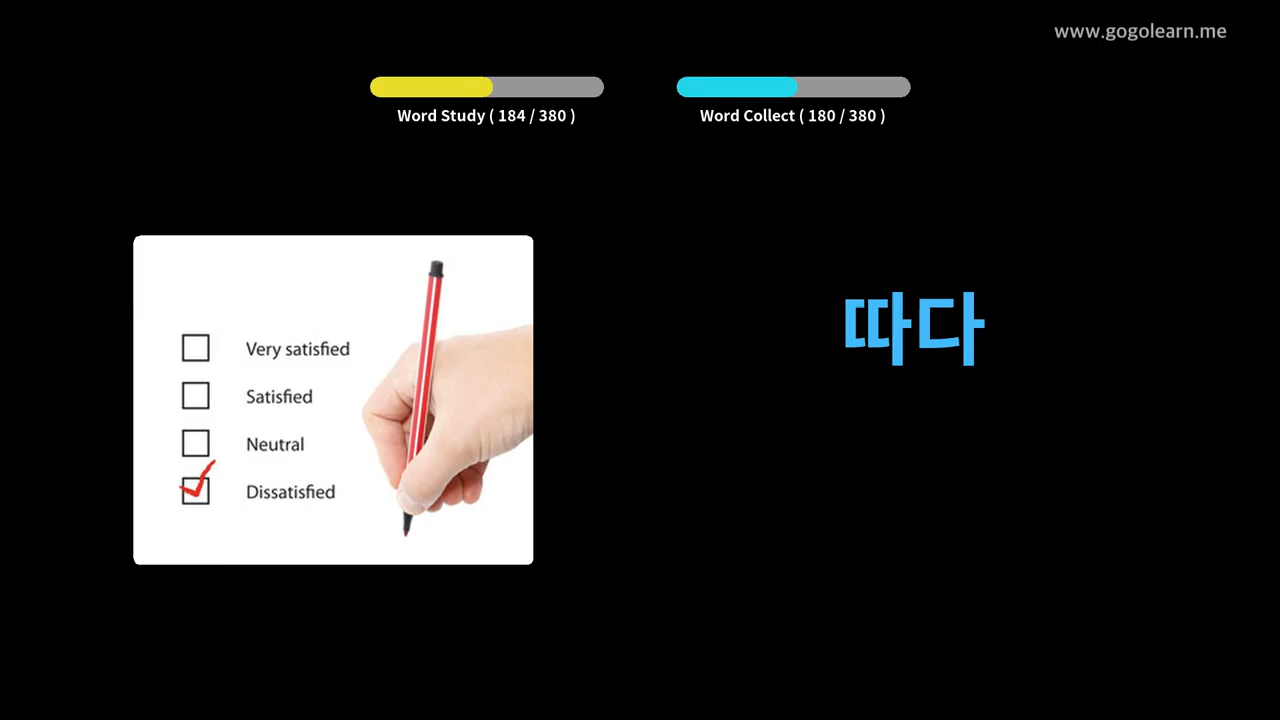 www.gogolearn.me
Word Study ( 184 / 380 )
Word Collect ( 180 / 380 )
Very satisfied
Satisfied
Neutral
Dissatisfied
따다